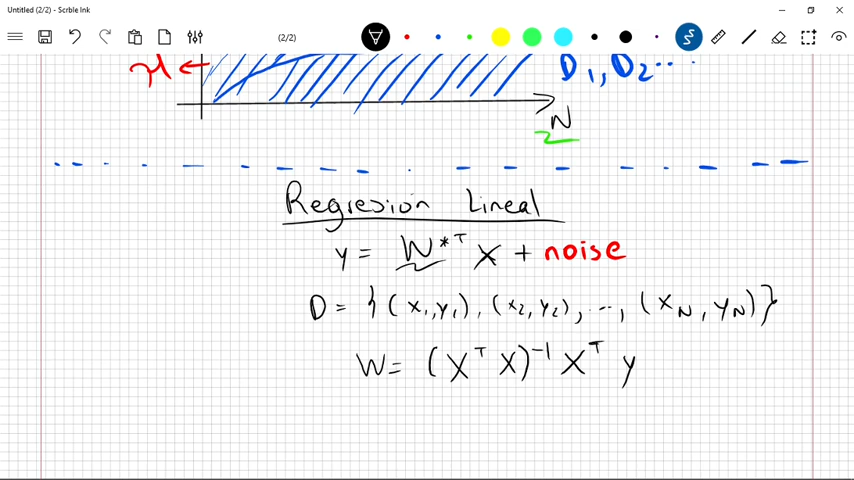 Untitled (2/2) - Scrble Ink
(2/2)
D1, D2 ...
N
Regresion Lineal
y = W*ᵀ X + noise
D = {(x1,y1), (x2,y2), ..., (xN, yN)}
W = (XᵀX)⁻¹ Xᵀ y